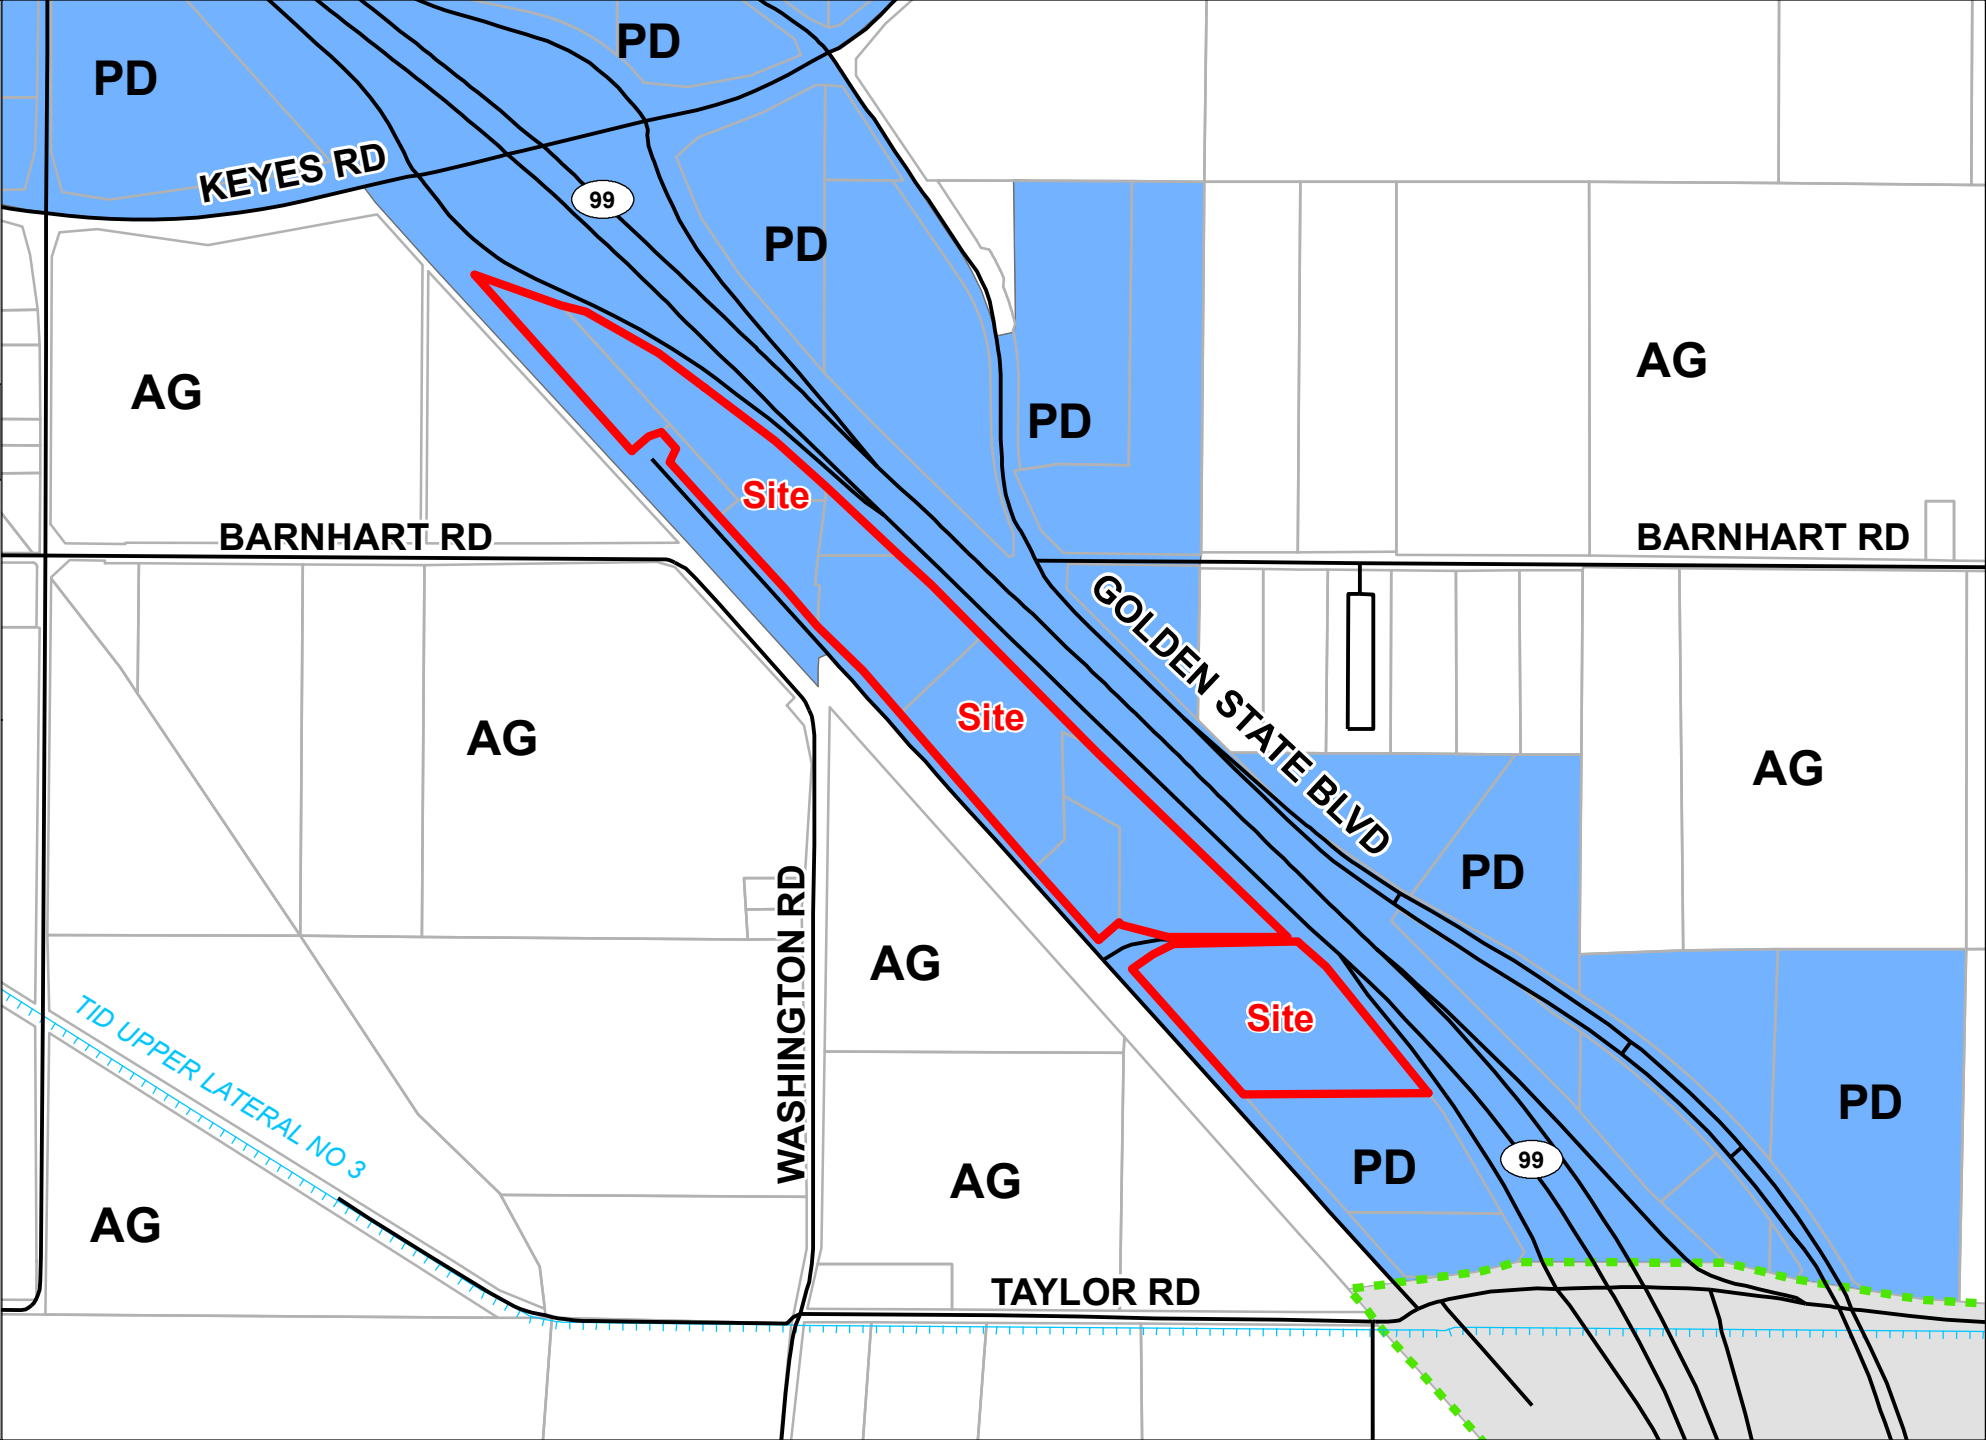 PD
PD
KEYES RD
99
PD
AG
AG
PD
Site
BARNHART RD
BARNHART RD
GOLDEN STATE BLVD
Site
AG
AG
PD
WASHINGTON RD
AG
Site
TID UPPER LATERAL NO 3
PD
PD
99
AG
AG
TAYLOR RD